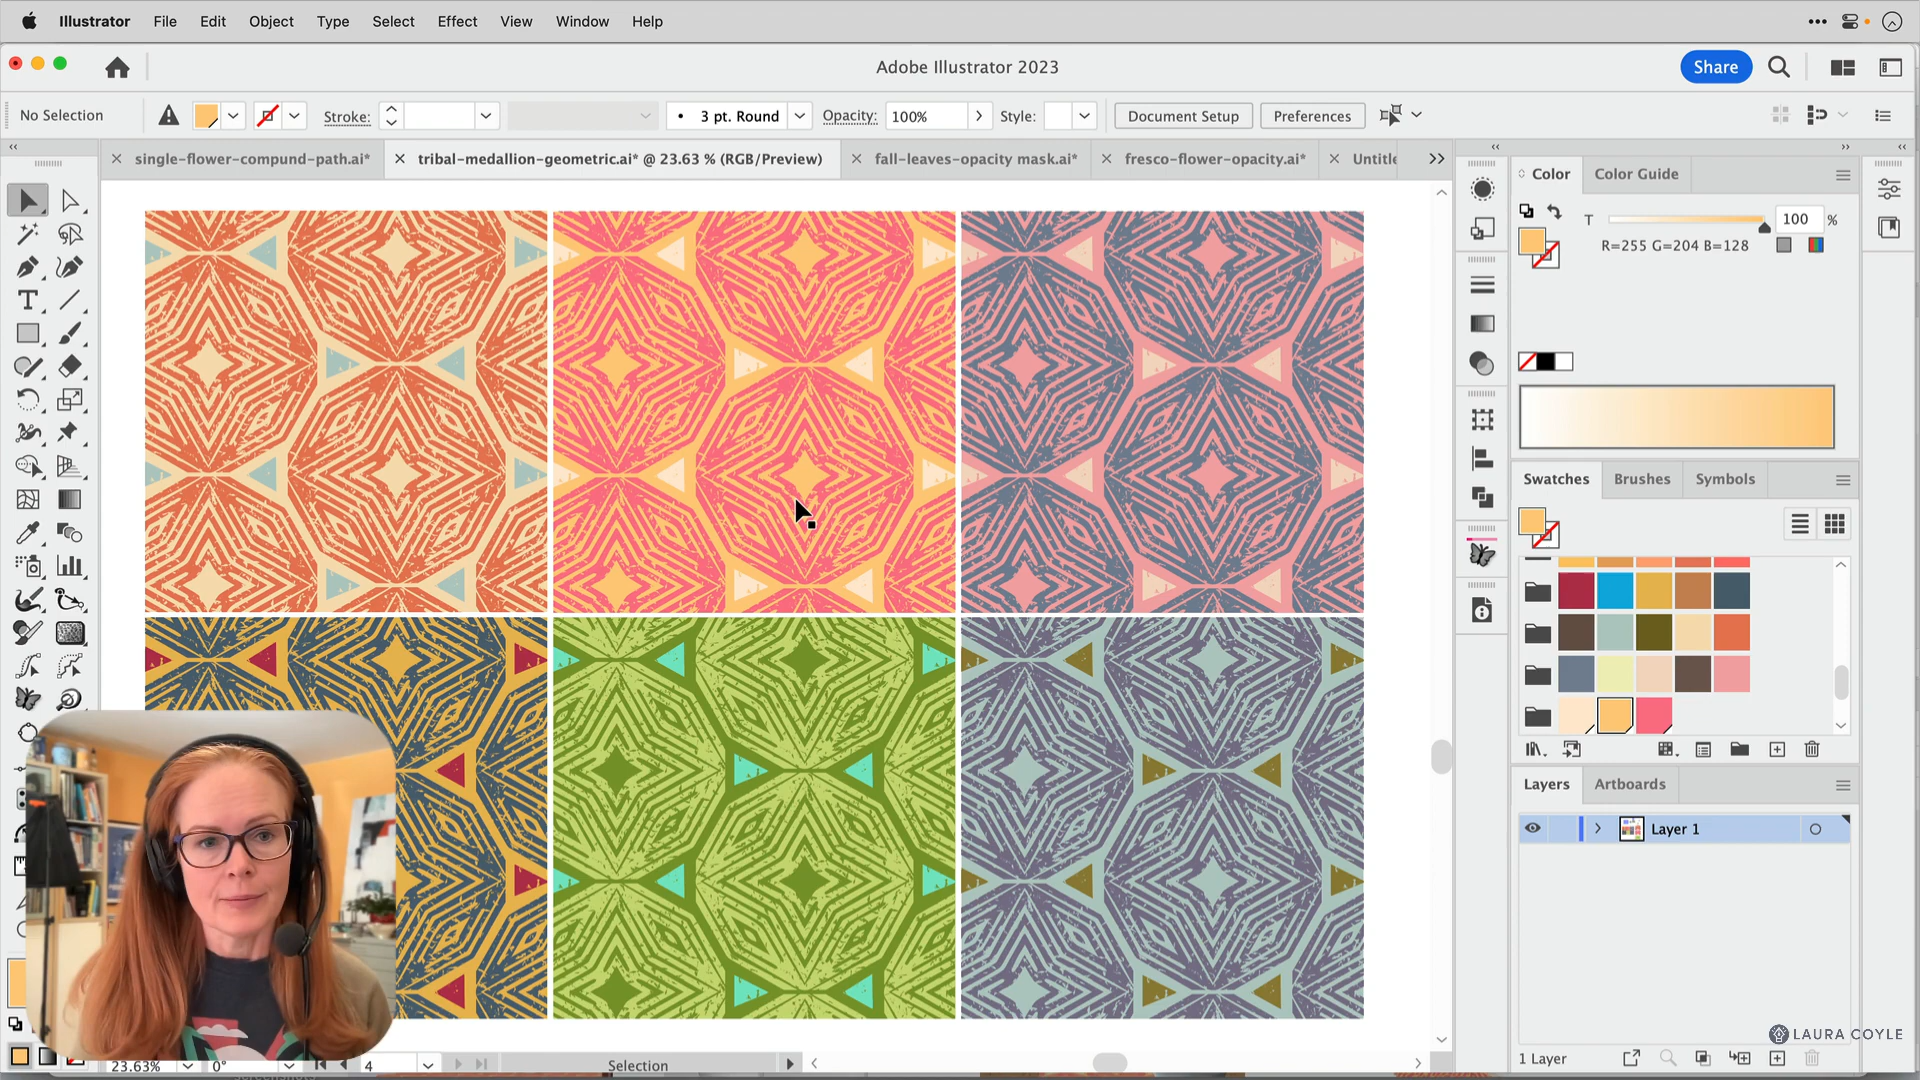 Illustrator File Edit Object Type Select Effect View Window Help
Adobe Illustrator 2023
Share
No Selection
Stroke:
3 pt. Round
Opacity:
100%
Style:
Document Setup
Preferences
single-flower-compund-path.ai*
tribal-medallion-geometric.ai* @ 23.63 % (RGB/Preview)
fall-leaves-opacity mask.ai*
fresco-flower-opacity.ai*
Untitle
Color
Color Guide
T
100
%
R=255 G=204 B=128
Swatches
Brushes
Symbols
Layers
Artboards
Layer 1
LAURA COYLE
1 Layer
23.63%
0°
4
Selection